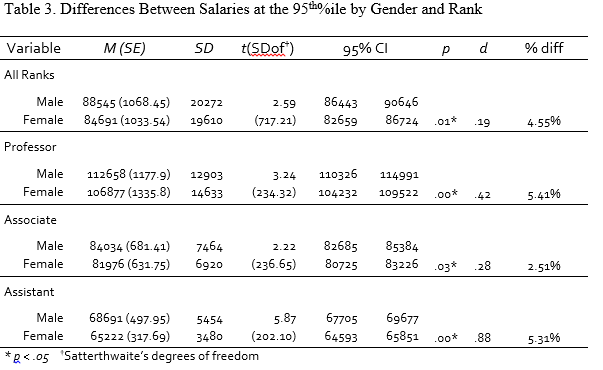 Table 3. Differences Between Salaries at the 95th%ile by Gender and Rank
Variable M (SE) SD t(SDof†) 95% CI p d % diff
All Ranks
Male 88545 (1068.45) 20272 2.59 86443 90646
Female 84691 (1033.54) 19610 (717.21) 82659 86724 .01* .19 4.55%
Professor
Male 112658 (1177.9) 12903 3.24 110326 114991
Female 106877 (1335.8) 14633 (234.32) 104232 109522 .00* .42 5.41%
Associate
Male 84034 (681.41) 7464 2.22 82685 85384
Female 81976 (631.75) 6920 (236.65) 80725 83226 .03* .28 2.51%
Assistant
Male 68691 (497.95) 5454 5.87 67705 69677
Female 65222 (317.69) 3480 (202.10) 64593 65851 .00* .88 5.31%
* p < .05 †Satterthwaite's degrees of freedom